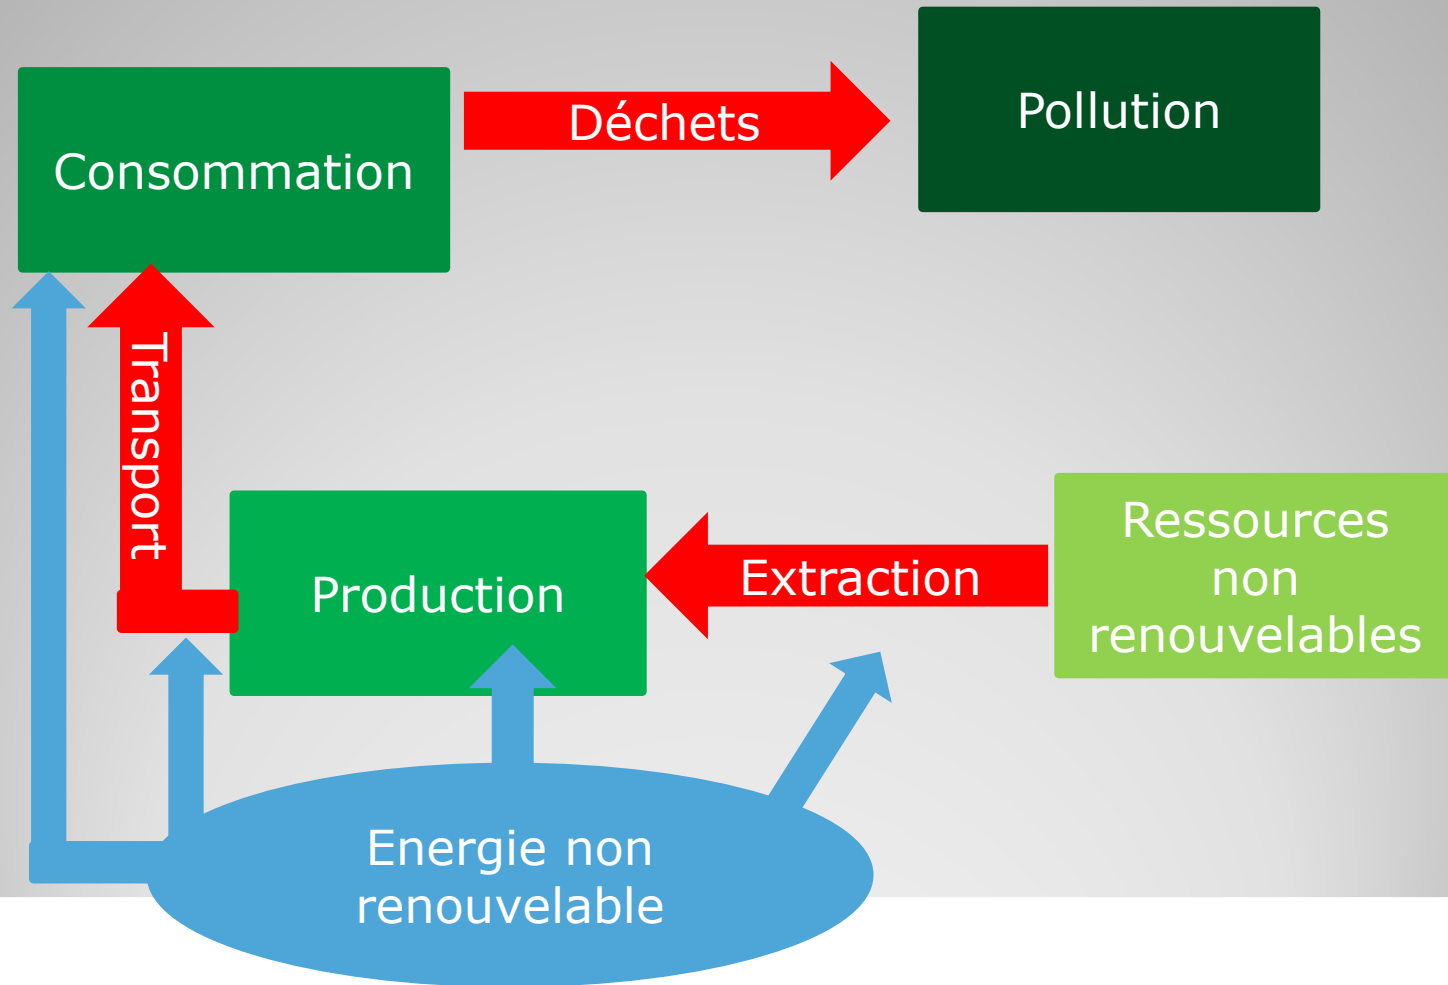 Déchets
Pollution
Consommation
Transport
Production
Extraction
Ressources
non
renouvelables
Energie non
renouvelable